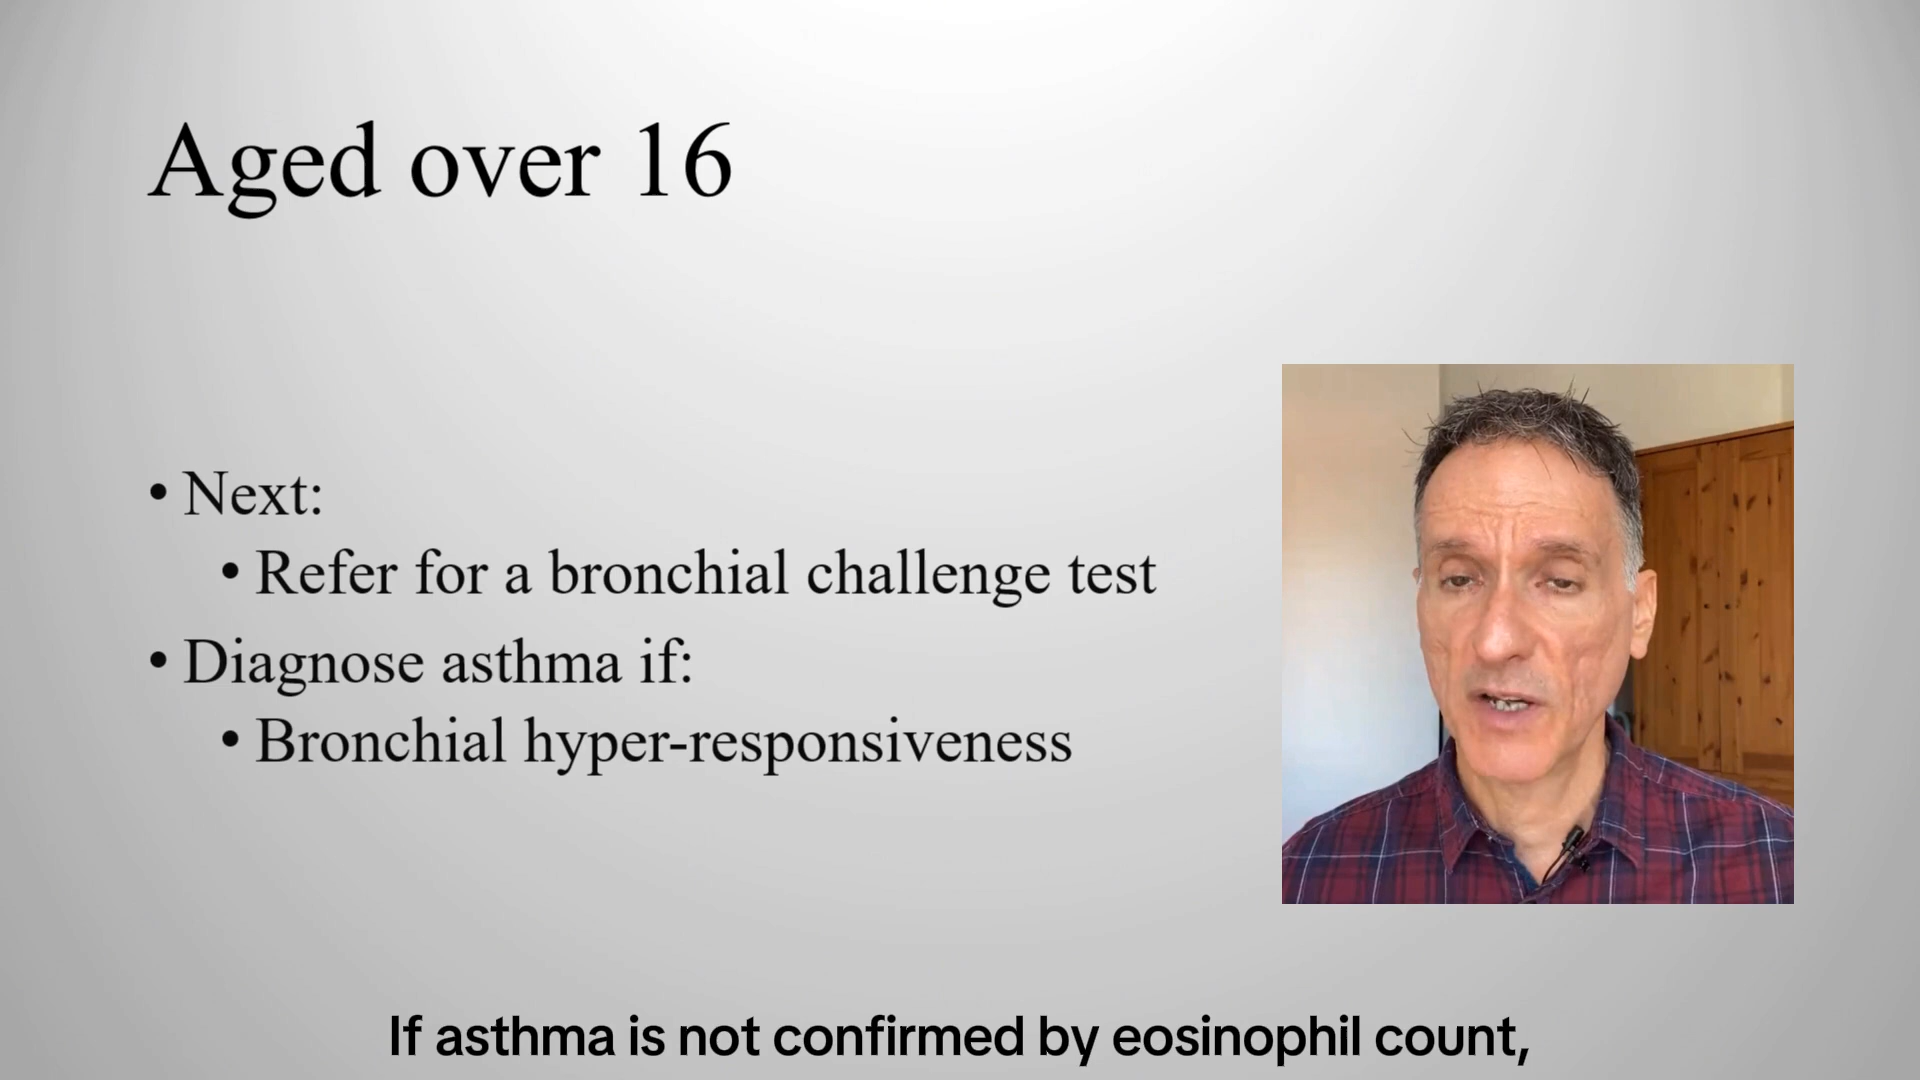 Aged over 16
• Next:
• Refer for a bronchial challenge test
• Diagnose asthma if:
• Bronchial hyper-responsiveness
If asthma is not confirmed by eosinophil count,